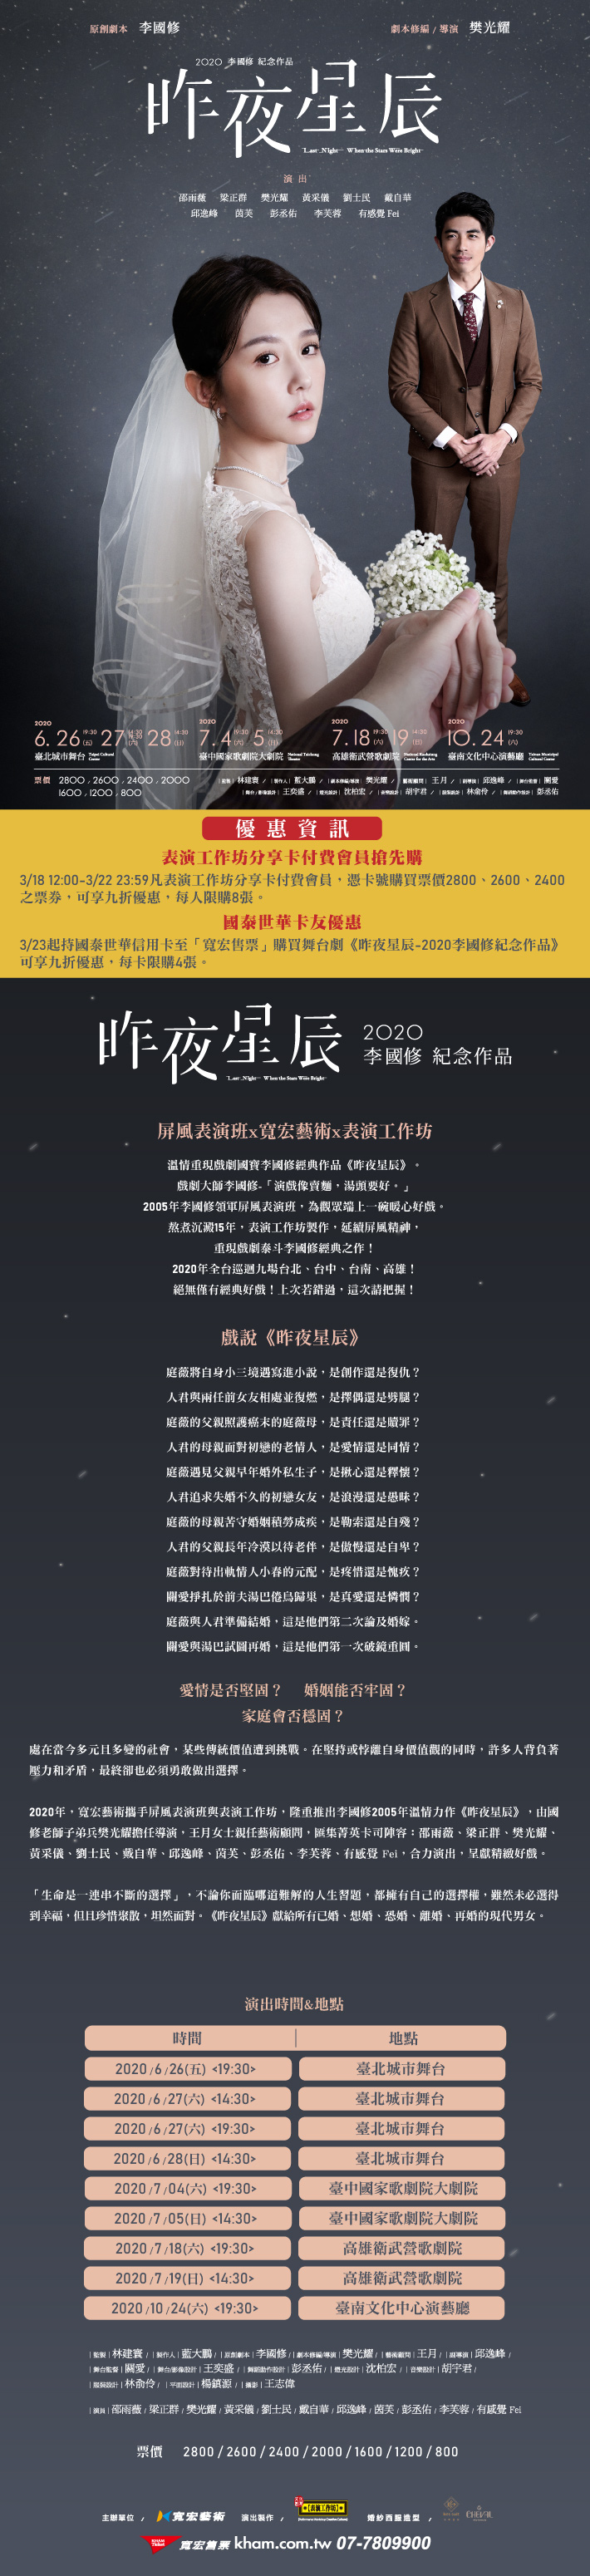 原創劇本 李國修
劇本修編 / 導演 樊光耀
2020 李國修 紀念作品
昨夜星辰
Last Night— When the Stars Were Bright
演出
邵雨薇 梁正群 樊光耀 黃采儀 劉士民 戴自華
邱逸峰 茵芙 彭丞佑 李芙蓉 有感覺 Fei
2020 2020 2020 2020
6.26 19:30 (五) 27 14:30 19:30 (六) 28 14:30 (日) 7.4 19:30 (六) 5 14:30 (日) 7.18 19:30 (六) 19 14:30 (日) 10.24 19:30 (六)
臺北城市舞台 臺中國家歌劇院大劇院 高雄衛武營歌劇院 臺南文化中心演藝廳
票價 2800 / 2600 / 2400 / 2000
1600 / 1200 / 800
|監製| 林建寰 / |製作人| 藍大鵬 / |劇本修編/導演| 樊光耀 / |藝術顧問| 王月 / |副導演| 邱逸峰 / |舞台監督| 關愛
|舞台/影像設計| 王奕盛 / |燈光設計| 沈柏宏 / |音樂設計| 胡宇君 / |服裝設計| 林俞伶 / |舞蹈動作設計| 彭丞佑
優惠資訊
表演工作坊分享卡付費會員搶先購
3/18 12:00-3/22 23:59凡表演工作坊分享卡付費會員，憑卡號購買票價2800、2600、2400
之票券，可享九折優惠，每人限購8張。
國泰世華卡友優惠
3/23起持國泰世華信用卡至「寬宏售票」購買舞台劇《昨夜星辰-2020李國修紀念作品》
可享九折優惠，每卡限購4張。
昨夜星辰
Last Night— When the Stars Were Bright
2020
李國修 紀念作品
屏風表演班x寬宏藝術x表演工作坊
溫情重現戲劇國寶李國修經典作品《昨夜星辰》。
戲劇大師李國修-「演戲像賣麵，湯頭要好。」
2005年李國修領軍屏風表演班，為觀眾端上一碗暖心好戲。
熬煮沉澱15年，表演工作坊製作，延續屏風精神，
重現戲劇泰斗李國修經典之作！
2020年全台巡迴九場台北、台中、台南、高雄！
絕無僅有經典好戲！上次若錯過，這次請把握！
戲說《昨夜星辰》
庭薇將自身小三境遇寫進小說，是創作還是復仇？
人君與兩任前女友相處並復燃，是擇偶還是劈腿？
庭薇的父親照護癌末的庭薇母，是責任還是贖罪？
人君的母親面對初戀的老情人，是愛情還是同情？
庭薇遇見父親早年婚外私生子，是揪心還是釋懷？
人君追求失婚不久的初戀女友，是浪漫還是愚昧？
庭薇的母親苦守婚姻積勞成疾，是勒索還是自殘？
人君的父親長年冷漠以待老伴，是傲慢還是自卑？
庭薇對待出軌情人小春的元配，是疼惜還是愧疚？
關愛掙扎於前夫湯巴倦鳥歸巢，是真愛還是憐憫？
庭薇與人君準備結婚，這是他們第二次論及婚嫁。
關愛與湯巴試圖再婚，這是他們第一次破鏡重圓。
愛情是否堅固？ 婚姻能否牢固？
家庭會否穩固？
處在當今多元且多變的社會，某些傳統價值遭到挑戰。在堅持或悖離自身價值觀的同時，許多人背負著
壓力和矛盾，最終卻也必須勇敢做出選擇。
2020年，寬宏藝術攜手屏風表演班與表演工作坊，隆重推出李國修2005年溫情力作《昨夜星辰》，由國
修老師子弟兵樊光耀擔任導演，王月女士親任藝術顧問，匯集菁英卡司陣容：邵雨薇、梁正群、樊光耀、
黃采儀、劉士民、戴自華、邱逸峰、茵芙、彭丞佑、李芙蓉、有感覺 Fei，合力演出，呈獻精緻好戲。
「生命是一連串不斷的選擇」，不論你面臨哪道難解的人生習題，都擁有自己的選擇權，雖然未必選得
到幸福，但且珍惜聚散，坦然面對。《昨夜星辰》獻給所有已婚、想婚、恐婚、離婚、再婚的現代男女。
演出時間&地點
時間 | 地點
2020/6/26(五) <19:30> 臺北城市舞台
2020/6/27(六) <14:30> 臺北城市舞台
2020/6/27(六) <19:30> 臺北城市舞台
2020/6/28(日) <14:30> 臺北城市舞台
2020/7/04(六) <19:30> 臺中國家歌劇院大劇院
2020/7/05(日) <14:30> 臺中國家歌劇院大劇院
2020/7/18(六) <19:30> 高雄衛武營歌劇院
2020/7/19(日) <14:30> 高雄衛武營歌劇院
2020/10/24(六) <19:30> 臺南文化中心演藝廳
|監製| 林建寰 / |製作人| 藍大鵬 / |原創劇本| 李國修 / |劇本修編/導演| 樊光耀 / |藝術顧問| 王月 / |副導演| 邱逸峰 /
|舞台監督| 關愛 / |舞台/影像設計| 王奕盛 / |舞蹈動作設計| 彭丞佑 / |燈光設計| 沈柏宏 / |音樂設計| 胡宇君 /
|服裝設計| 林俞伶 / |平面設計| 楊鎮源 / |攝影| 王志偉
|演員| 邵雨薇 / 梁正群 / 樊光耀 / 黃采儀 / 劉士民 / 戴自華 / 邱逸峰 / 茵芙 / 彭丞佑 / 李芙蓉 / 有感覺 Fei
票價 2800 / 2600 / 2400 / 2000 / 1600 / 1200 / 800
主辦單位 / 寬宏藝術 演出製作 / 表演工作坊 婚紗西服造型 /
KHAM Ticket 寬宏售票 kham.com.tw 07-7809900